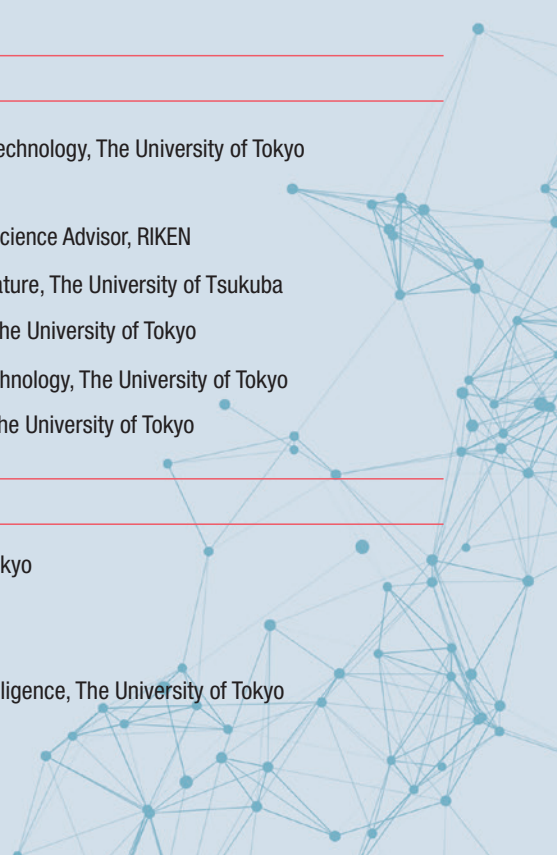 echnology, The University of Tokyo
cience Advisor, RIKEN
ature, The University of Tsukuba
he University of Tokyo
hnology, The University of Tokyo
he University of Tokyo
kyo
lligence, The University of Tokyo